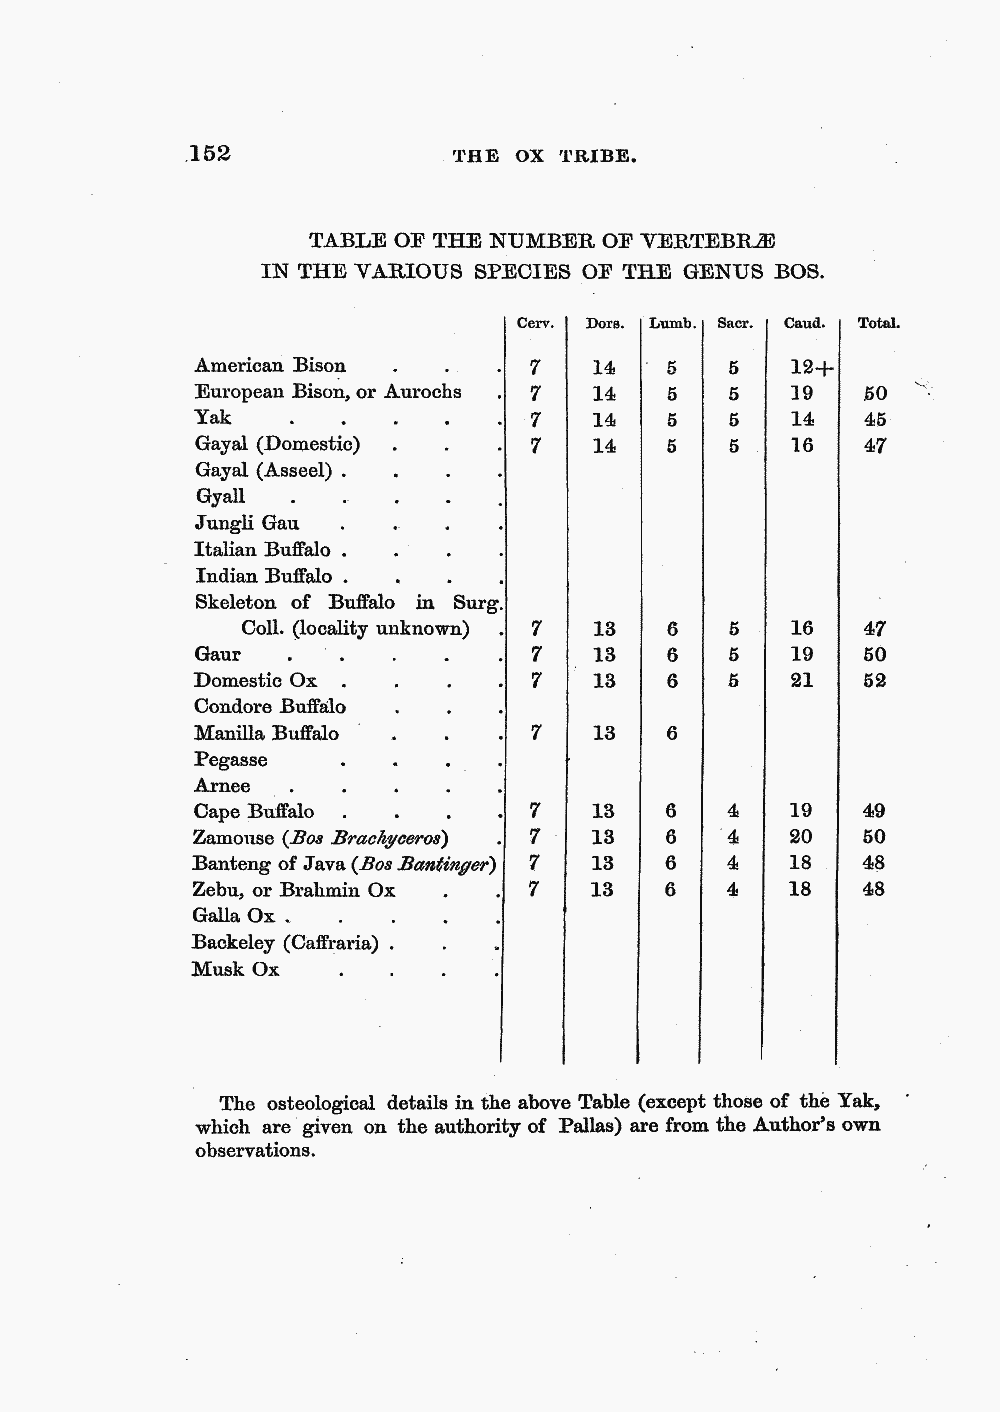 152 THE OX TRIBE.
TABLE OF THE NUMBER OF VERTEBRÆ
IN THE VARIOUS SPECIES OF THE GENUS BOS.
Cerv. Dors. Lumb. Sacr. Caud. Total.
American Bison . . . 7 14 5 5 12+
European Bison, or Aurochs . 7 14 5 5 19 50
Yak . . . . . 7 14 5 5 14 45
Gayal (Domestic) . . . 7 14 5 5 16 47
Gayal (Asseel) . . . .
Gyall . . . . .
Jungli Gau . . . .
Italian Buffalo . . . .
Indian Buffalo . . . .
Skeleton of Buffalo in Surg.
Coll. (locality unknown) . 7 13 6 5 16 47
Gaur . . . . . 7 13 6 5 19 50
Domestic Ox . . . . 7 13 6 5 21 52
Condore Buffalo . . .
Manilla Buffalo . . . 7 13 6
Pegasse . . . .
Arnee . . . . .
Cape Buffalo . . . . 7 13 6 4 19 49
Zamouse (Bos Brachyceros) . 7 13 6 4 20 50
Banteng of Java (Bos Bantinger) 7 13 6 4 18 48
Zebu, or Brahmin Ox . . 7 13 6 4 18 48
Galla Ox . . . . .
Backeley (Caffraria) . . .
Musk Ox . . . .
The osteological details in the above Table (except those of the Yak,
which are given on the authority of Pallas) are from the Author's own
observations.